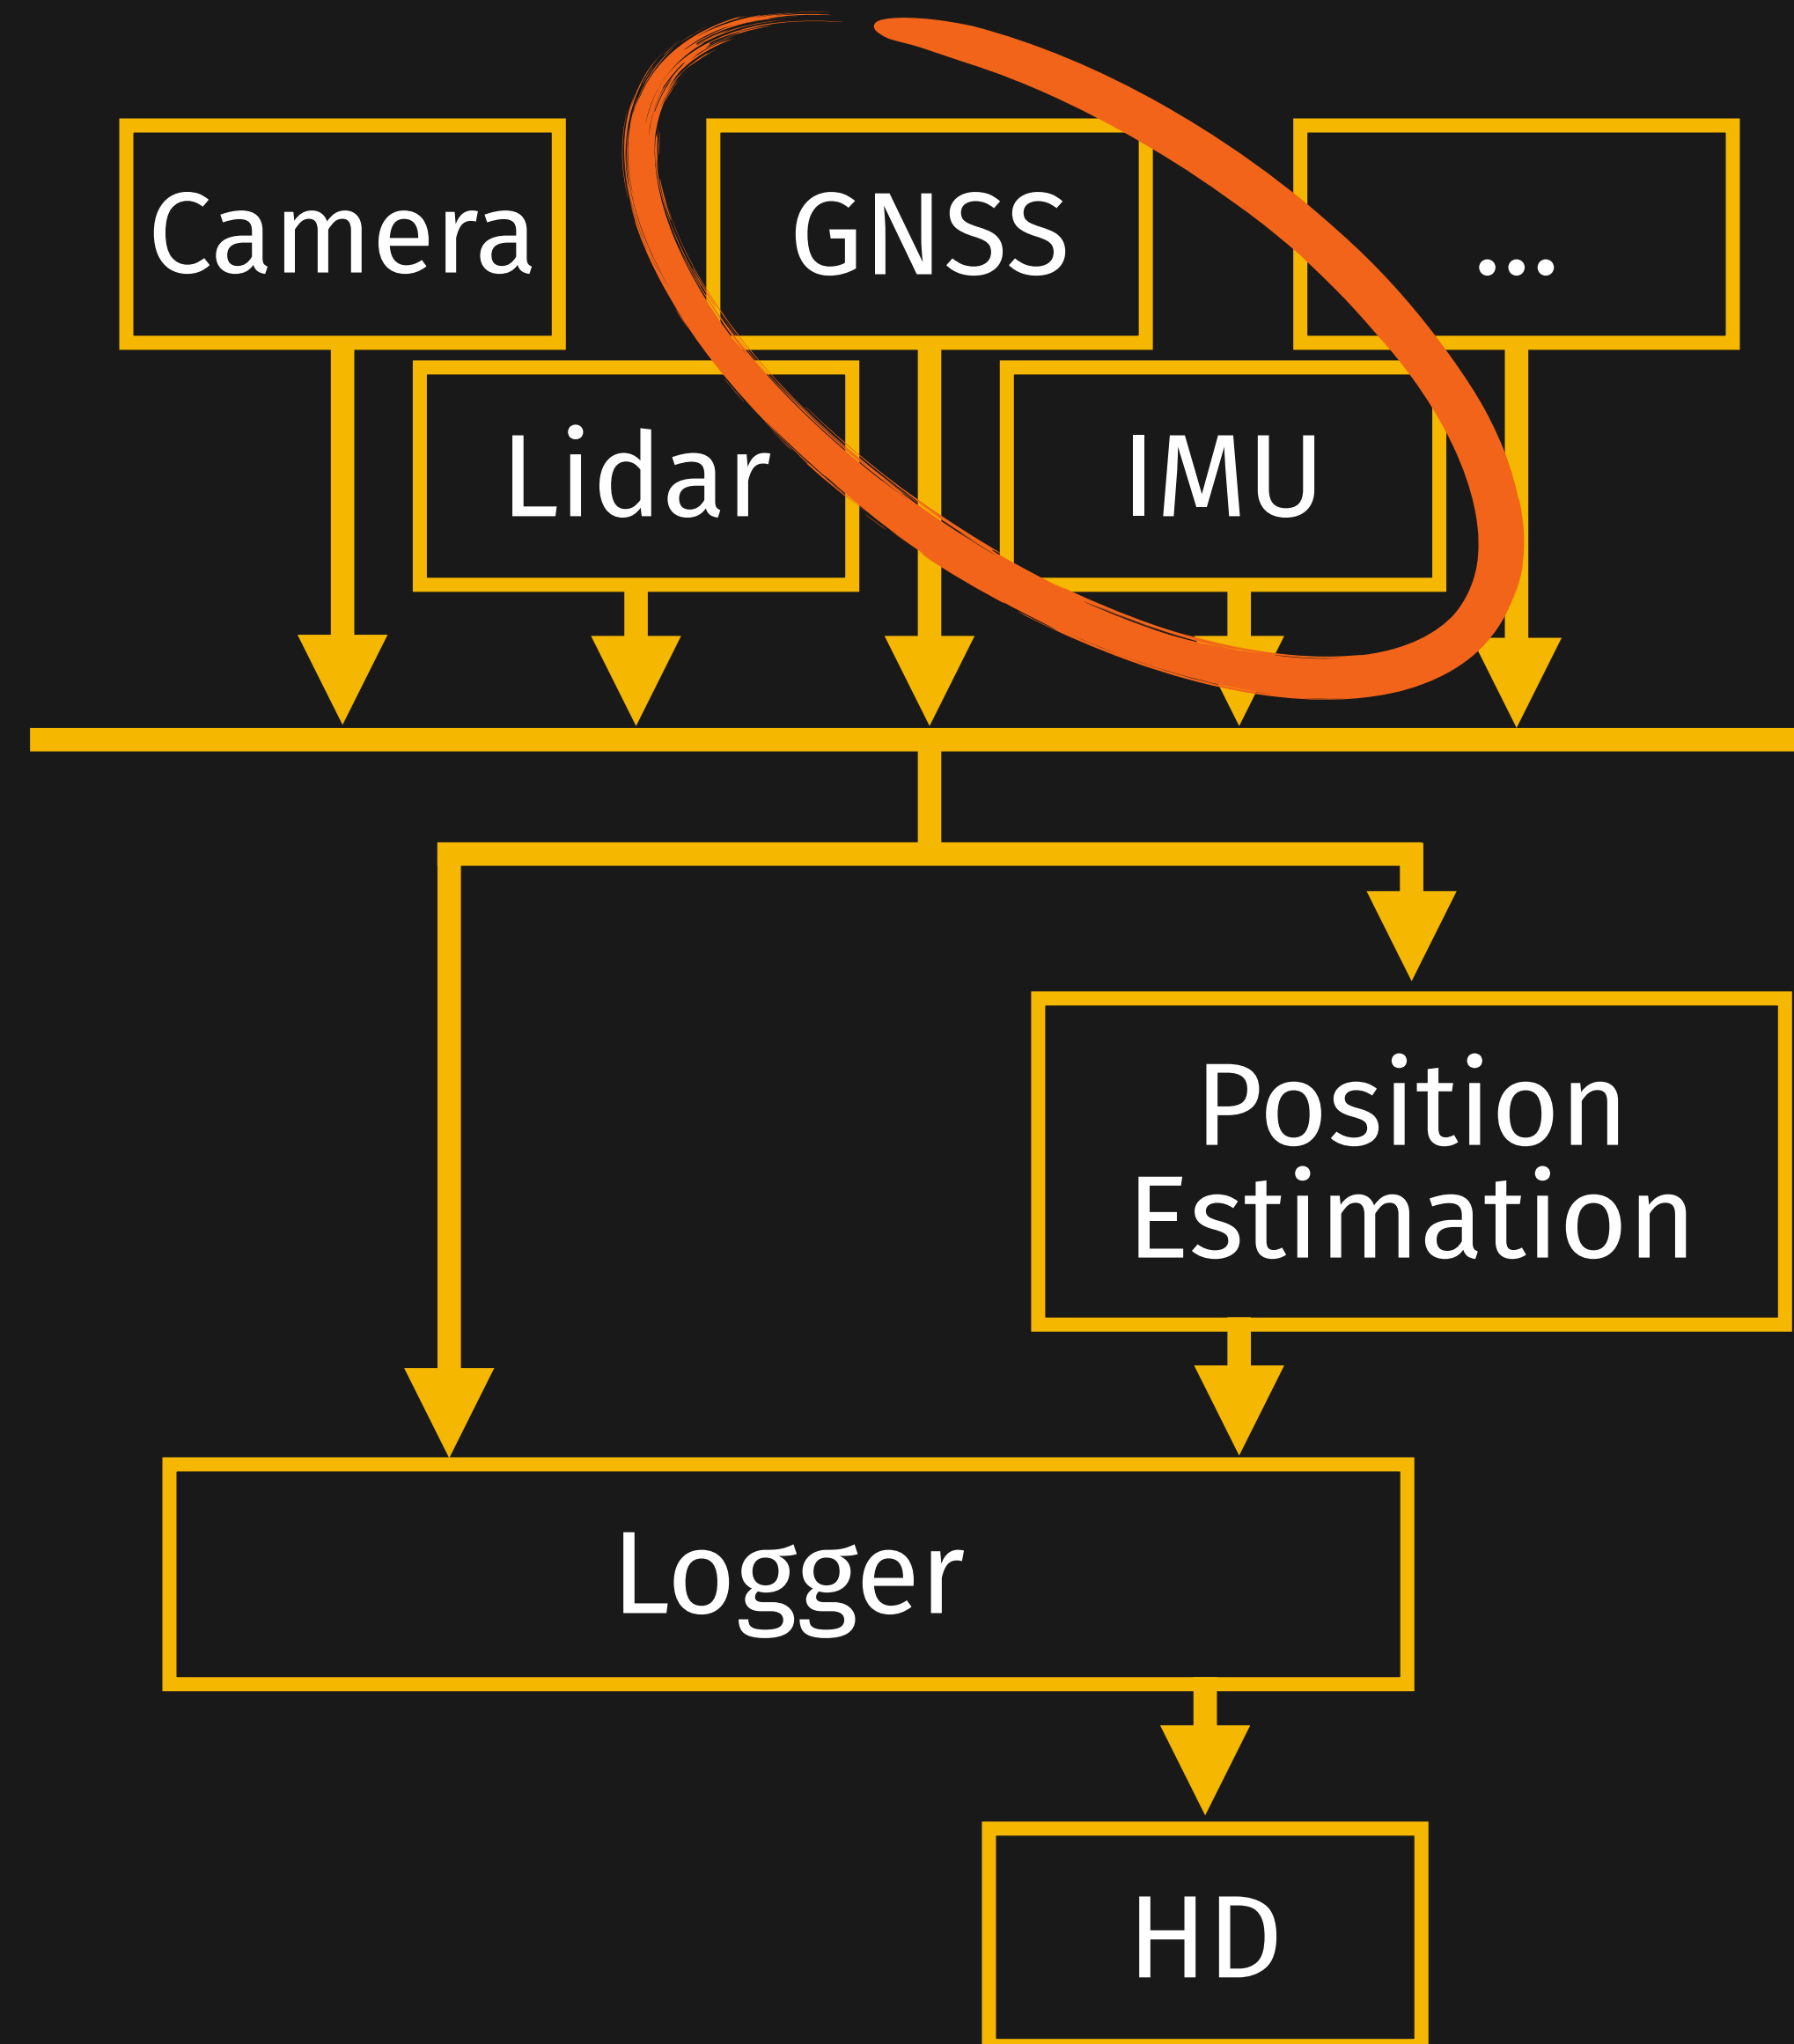 Camera
GNSS
...
Lidar
IMU
Position
Estimation
Logger
HD